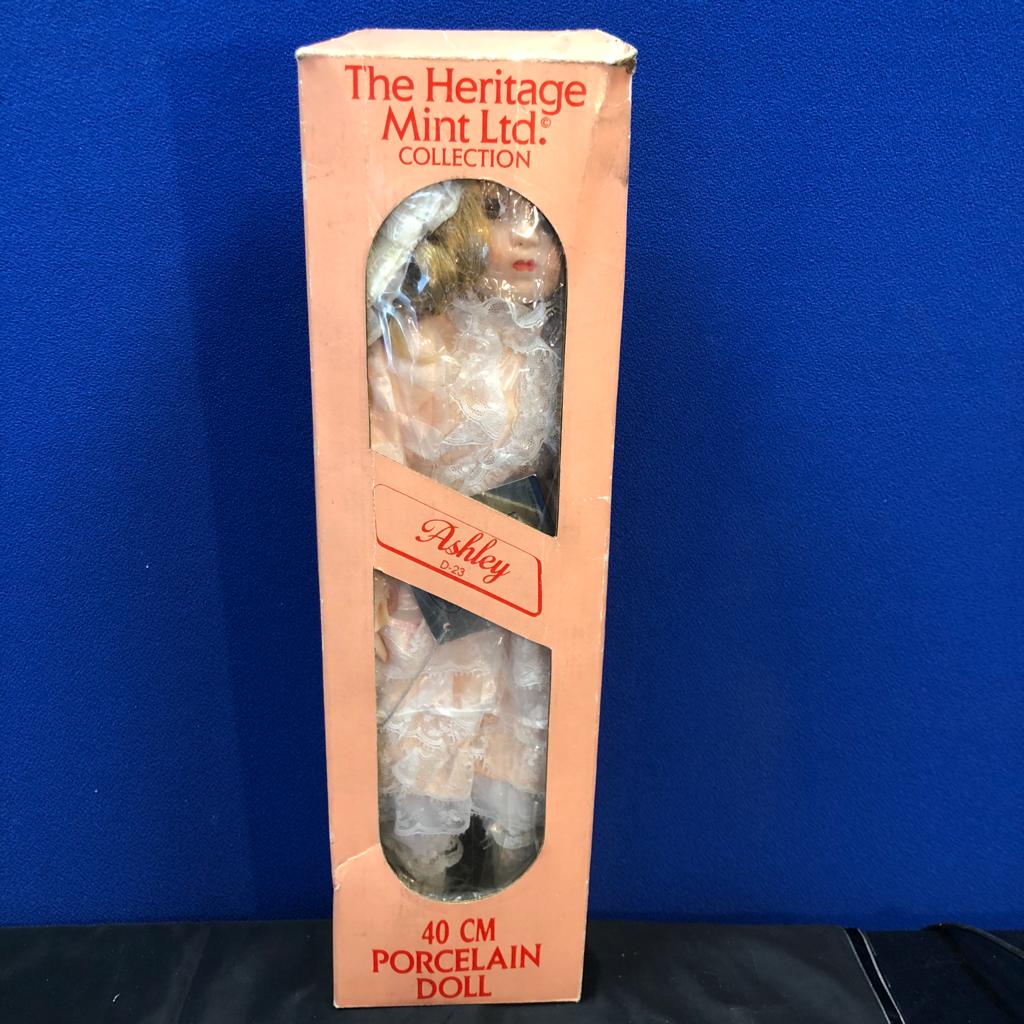 The Heritage
Mint Ltd.©
COLLECTION
Ashley
D-23
40 CM
PORCELAIN
DOLL